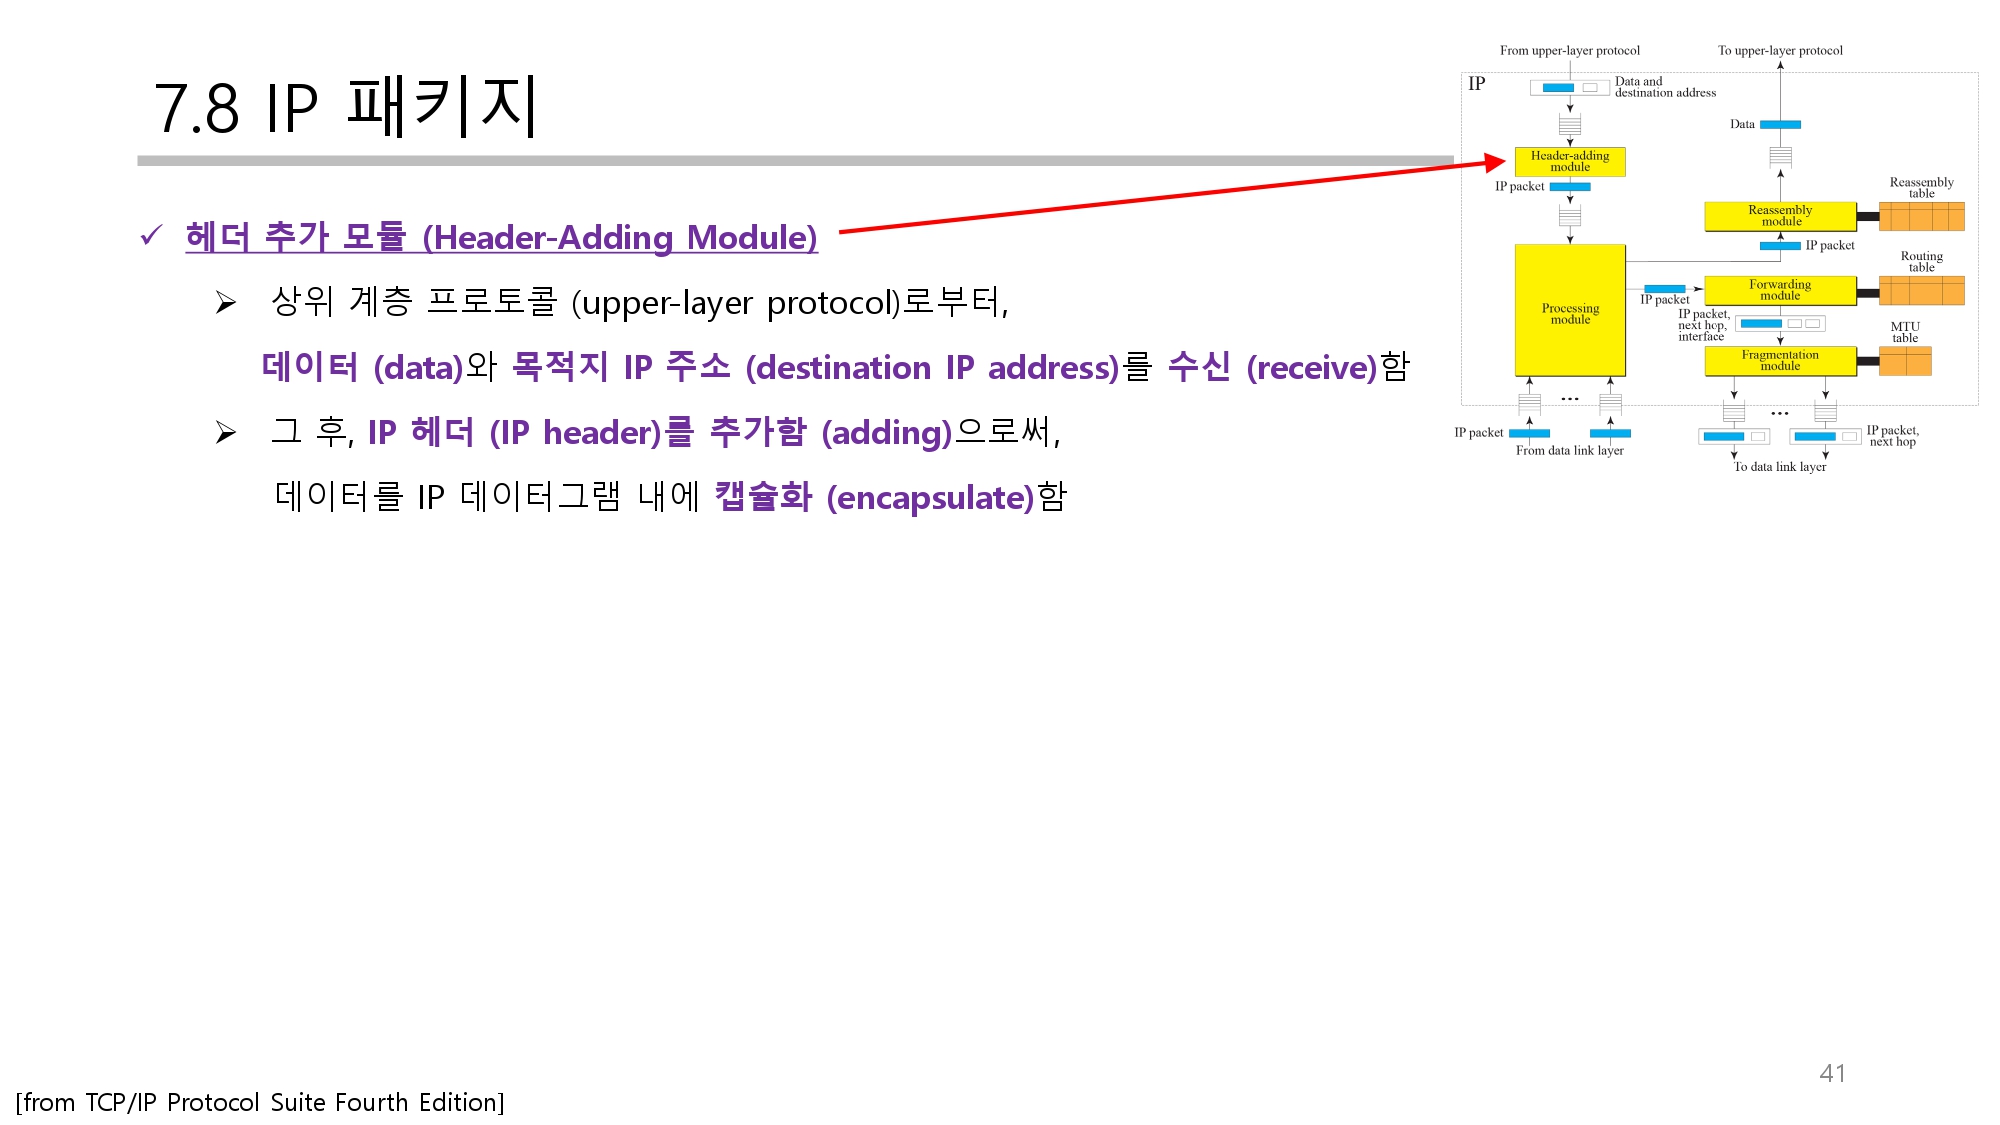 7.8 IP 패키지
✓ 헤더 추가 모듈 (Header-Adding Module)
➢ 상위 계층 프로토콜 (upper-layer protocol)로부터,
데이터 (data)와 목적지 IP 주소 (destination IP address)를 수신 (receive)함
➢ 그 후, IP 헤더 (IP header)를 추가함 (adding)으로써,
데이터를 IP 데이터그램 내에 캡슐화 (encapsulate)함
From upper-layer protocol
To upper-layer protocol
IP
Data and
destination address
Data
Header-adding
module
IP packet
Reassembly
table
Reassembly
module
IP packet
Routing
table
Forwarding
module
IP packet
Processing
module
IP packet,
next hop,
interface
MTU
table
Fragmentation
module
...
...
IP packet
From data link layer
IP packet,
next hop
To data link layer
41
[from TCP/IP Protocol Suite Fourth Edition]